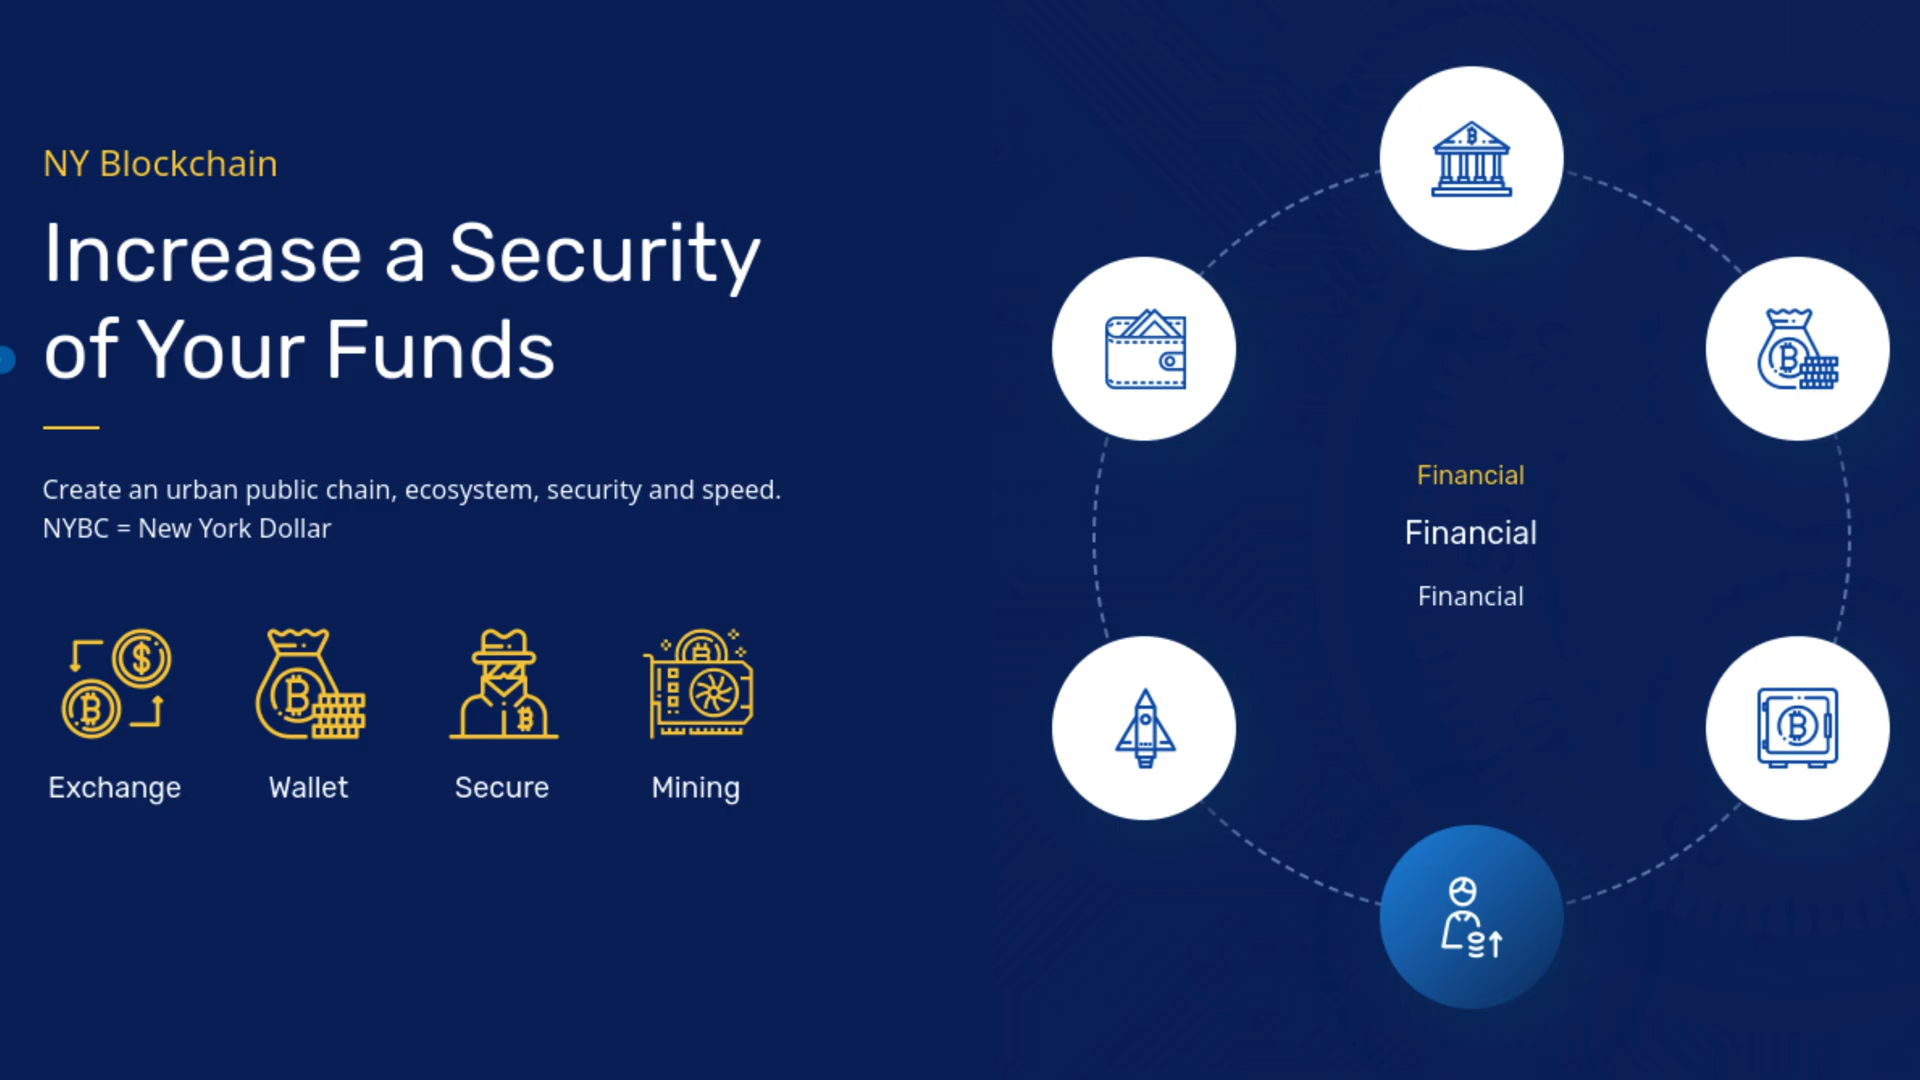 NY Blockchain
Increase a Security
of Your Funds
Create an urban public chain, ecosystem, security and speed.
NYBC = New York Dollar
Exchange
Wallet
Secure
Mining
Financial
Financial
Financial